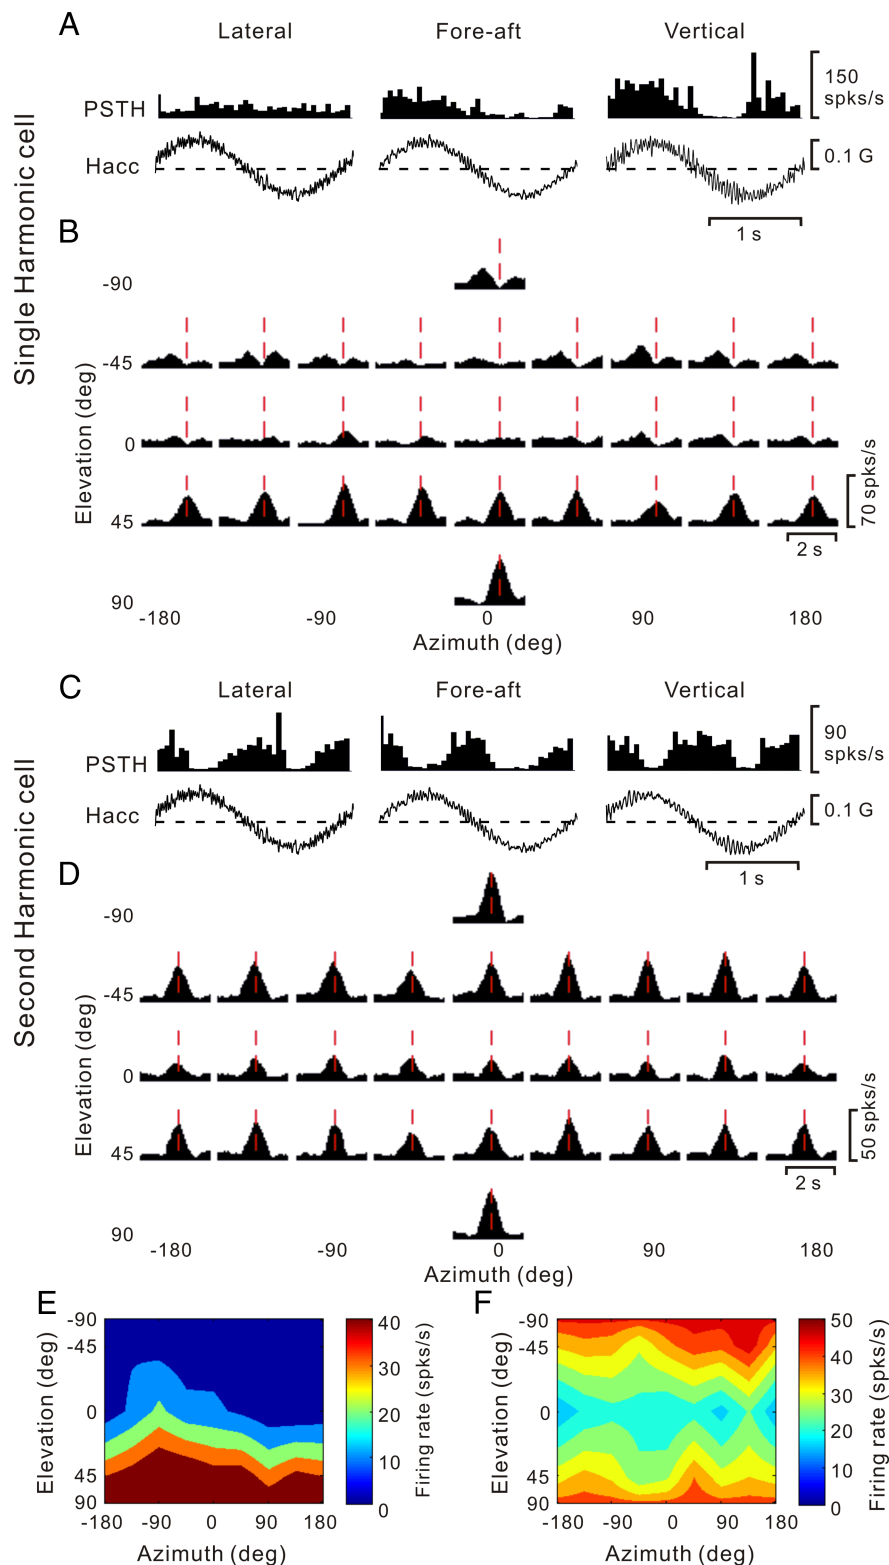 A
Lateral Fore-aft Vertical
PSTH
150
spks/s
Hacc
0.1 G
1 s
Single Harmonic cell
B
-90
-45
0
45
90
Elevation (deg)
70 spks/s
2 s
-180 -90 0 90 180
Azimuth (deg)
C
Lateral Fore-aft Vertical
PSTH
90
spks/s
Hacc
0.1 G
1 s
Second Harmonic cell
D
-90
-45
0
45
90
Elevation (deg)
50 spks/s
2 s
-180 -90 0 90 180
Azimuth (deg)
E
-90
-45
0
45
90
Elevation (deg)
-180 -90 0 90 180
Azimuth (deg)
40
30
20
10
0
Firing rate (spks/s)
F
-90
-45
0
45
90
Elevation (deg)
-180 -90 0 90 180
Azimuth (deg)
50
40
30
20
10
0
Firing rate (spks/s)